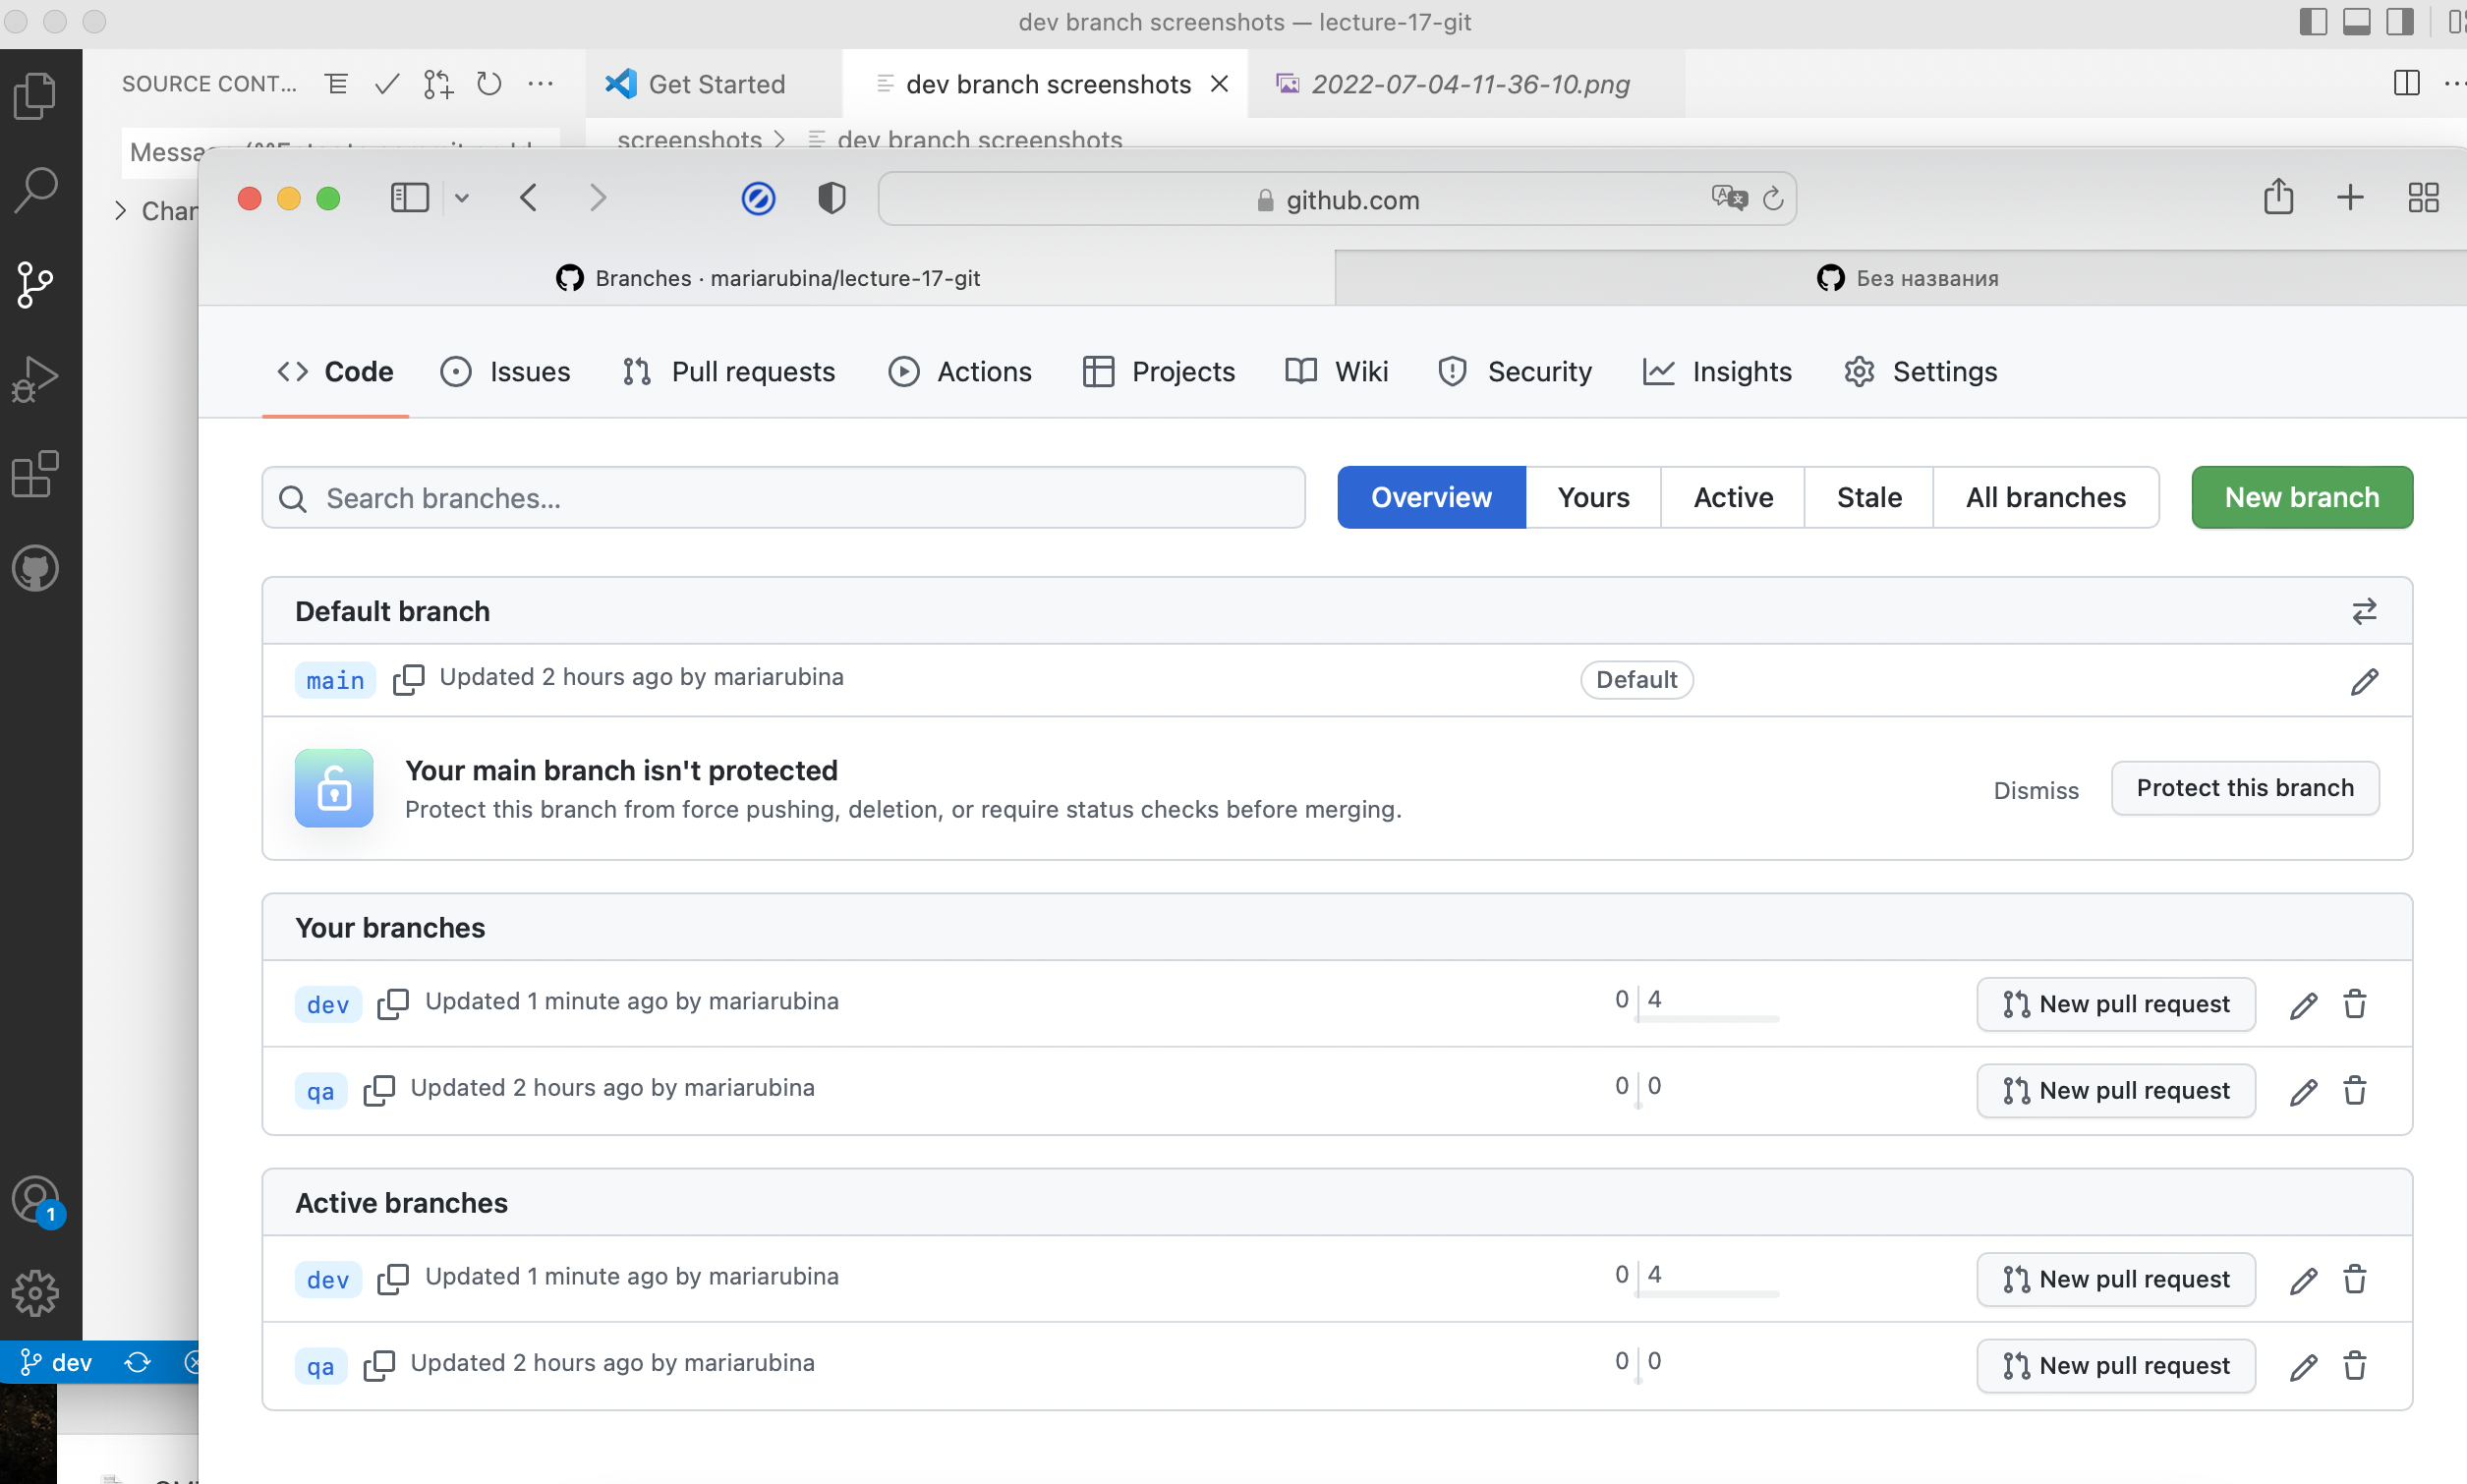 dev branch screenshots — lecture-17-git
SOURCE CONT...
Get Started
dev branch screenshots
2022-07-04-11-36-10.png
screenshots > dev branch screenshots
github.com
Branches · mariarubina/lecture-17-git
Без названия
Code
Issues
Pull requests
Actions
Projects
Wiki
Security
Insights
Settings
Search branches...
Overview
Yours
Active
Stale
All branches
New branch
Default branch
main Updated 2 hours ago by mariarubina Default
Your main branch isn't protected
Protect this branch from force pushing, deletion, or require status checks before merging.
Dismiss
Protect this branch
Your branches
dev Updated 1 minute ago by mariarubina 0 | 4 New pull request
qa Updated 2 hours ago by mariarubina 0 | 0 New pull request
Active branches
dev Updated 1 minute ago by mariarubina 0 | 4 New pull request
qa Updated 2 hours ago by mariarubina 0 | 0 New pull request
1
dev